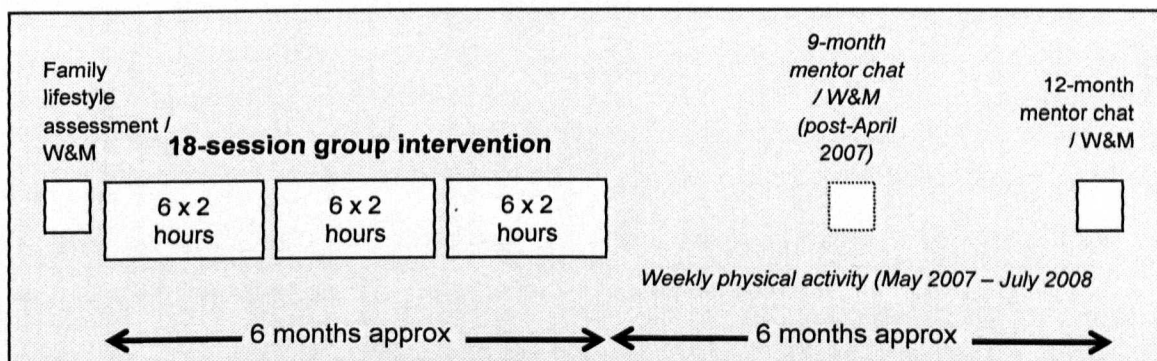 Family
lifestyle
assessment /
W&M
18-session group intervention
9-month
mentor chat
/ W&M
(post-April
2007)
12-month
mentor chat
/ W&M
6 x 2
hours
6 x 2
hours
6 x 2
hours
Weekly physical activity (May 2007 – July 2008
6 months approx
6 months approx